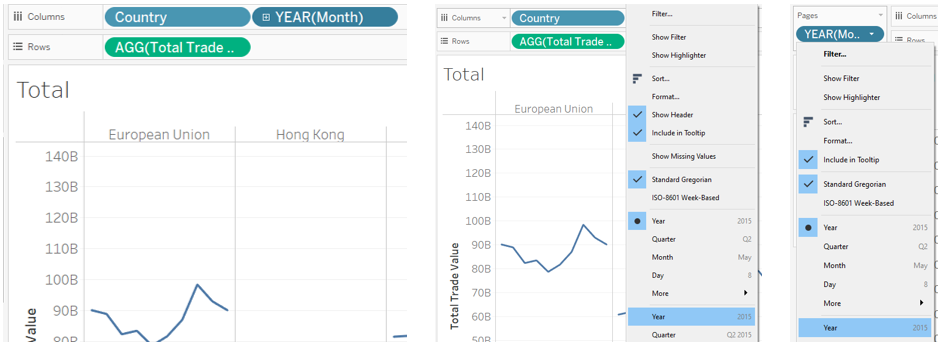 Columns Country YEAR(Month)
Rows AGG(Total Trade ..
Total
European Union Hong Kong
140B
130B
120B
110B
100B
90B
80B
Value
Columns Country
Rows AGG(Total Trade ..
Total
European Union
140B
130B
120B
110B
100B
90B
80B
70B
60B
50B
Total Trade Value
Filter...
Show Filter
Show Highlighter
Sort...
Format...
Show Header
Include in Tooltip
Show Missing Values
Standard Gregorian
ISO-8601 Week-Based
Year 2015
Quarter Q2
Month May
Day 8
More
Year 2015
Quarter Q2 2015
Pages
Columns
Rows
YEAR(Mo..
Filter...
Show Filter
Show Highlighter
Sort...
Format...
Include in Tooltip
Standard Gregorian
ISO-8601 Week-Based
Year 2015
Quarter Q2
Month May
Day 8
More
Year 2015